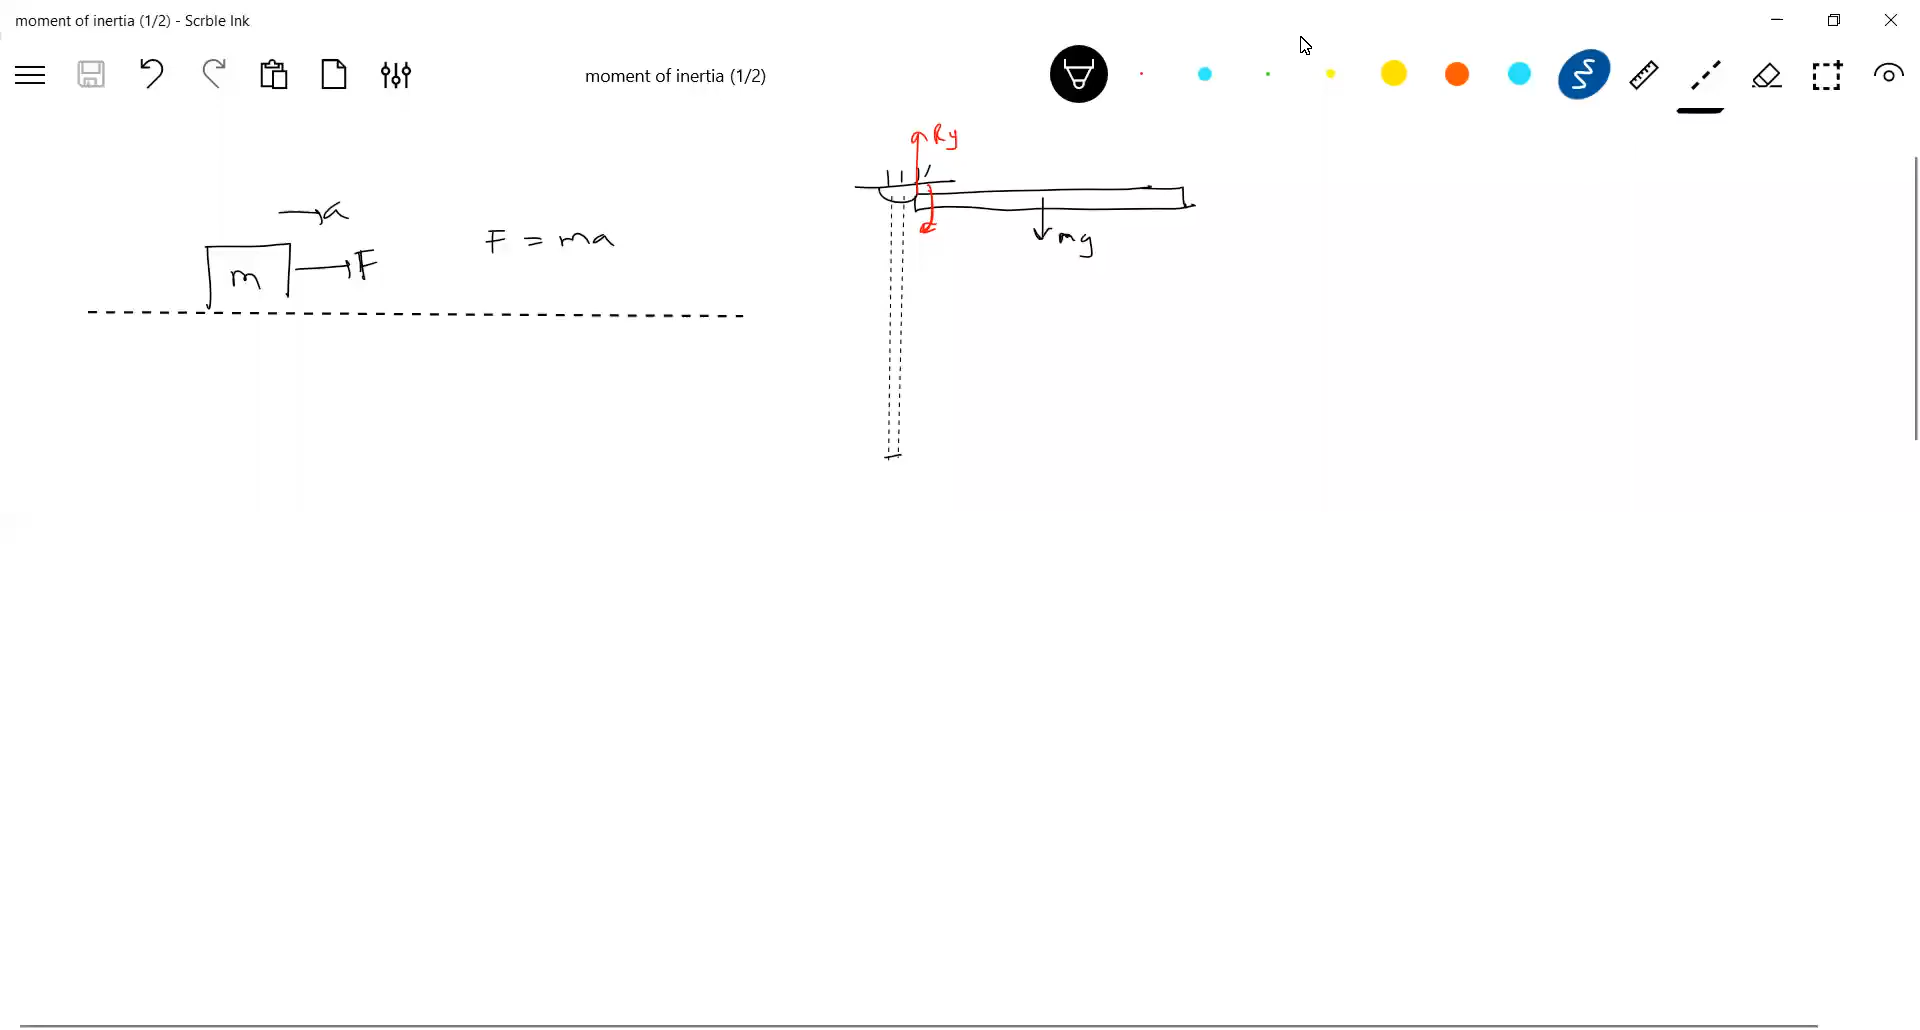 moment of inertia (1/2) - Scrble Ink
moment of inertia (1/2)
Ry
a
F = ma
m
F
mg